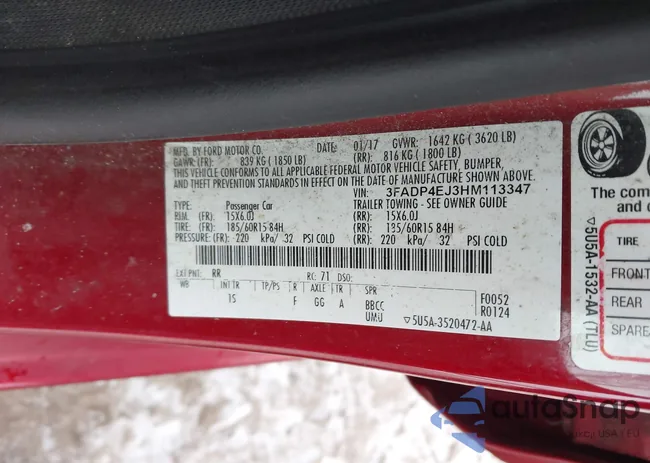 MFD. BY FORD MOTOR CO. DATE: 01/17 GVWR: 1642 KG ( 3620 LB)
GAWR: (FR): 839 KG ( 1850 LB) (RR): 816 KG ( 1800 LB)
THIS VEHICLE CONFORMS TO ALL APPLICABLE FEDERAL MOTOR VEHICLE SAFETY, BUMPER,
AND THEFT PREVENTION STANDARDS IN EFFECT ON THE DATE OF MANUFACTURE SHOWN ABOVE.
VIN: 3FADP4EJ3HM113347
TYPE: Passenger Car TRAILER TOWING - SEE OWNER GUIDE
RIM: (FR): 15X6.0J (RR): 15X6.0J
TIRE: (FR): 185/60R15 84H (RR): 185/60R15 84H
PRESSURE: (FR): 220 kPa/ 32 PSI COLD (RR): 220 kPa/ 32 PSI COLD
EXT PNT: RR RC: 71 DSO:
WB INT TR TP/PS R AXLE TR SPR
15 F GG A BBCC
UMU
F0052
R0124
▽5U5A-3520472-AA
The com
TIRE
FRONT
REAR
SPARE
▽5U5A-1532-AA (TLU)
autoSnap